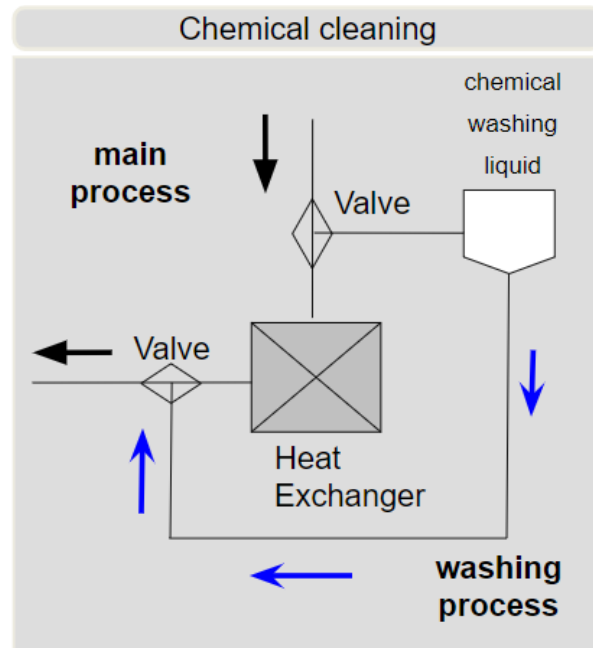 Chemical cleaning
chemical
washing
liquid
main
process
Valve
Valve
Heat
Exchanger
washing
process